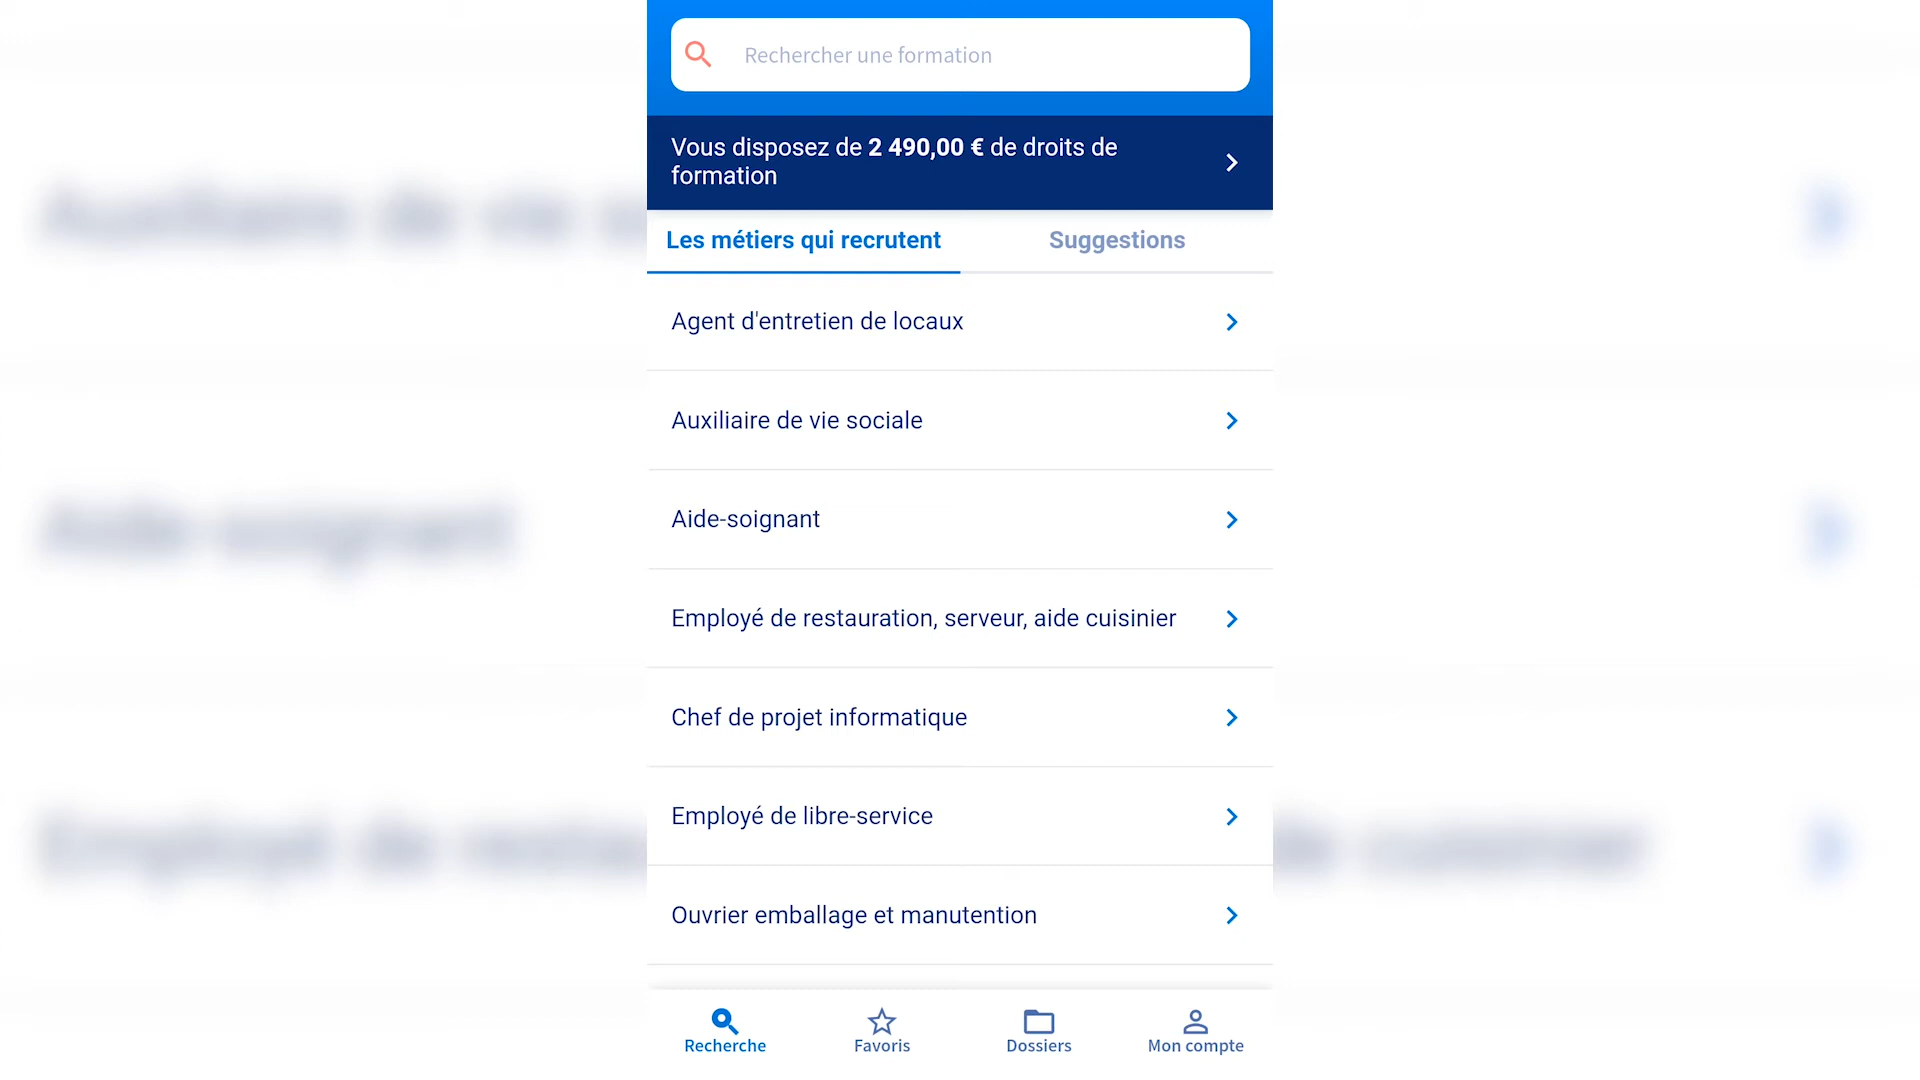 Rechercher une formation
Vous disposez de 2 490,00 € de droits de
formation
Les métiers qui recrutent
Suggestions
Agent d'entretien de locaux
Auxiliaire de vie sociale
Aide-soignant
Employé de restauration, serveur, aide cuisinier
Chef de projet informatique
Employé de libre-service
Ouvrier emballage et manutention
Recherche
Favoris
Dossiers
Mon compte